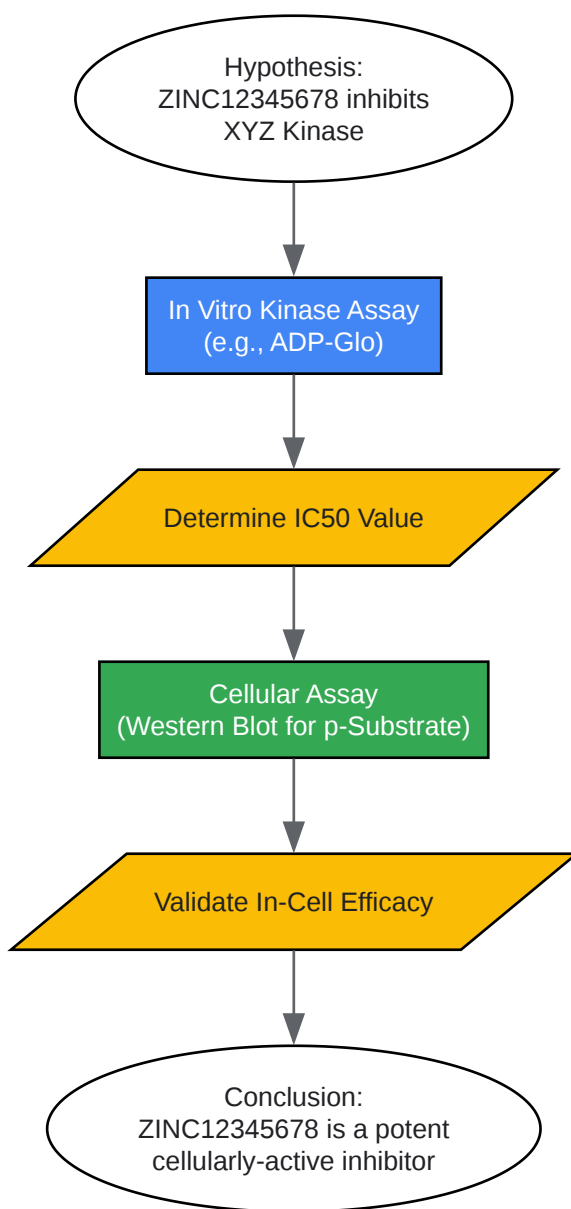 Hypothesis:
ZINC12345678 inhibits
XYZ Kinase
In Vitro Kinase Assay
(e.g., ADP-Glo)
Determine IC50 Value
Cellular Assay
(Western Blot for p-Substrate)
Validate In-Cell Efficacy
Conclusion:
ZINC12345678 is a potent
cellularly-active inhibitor